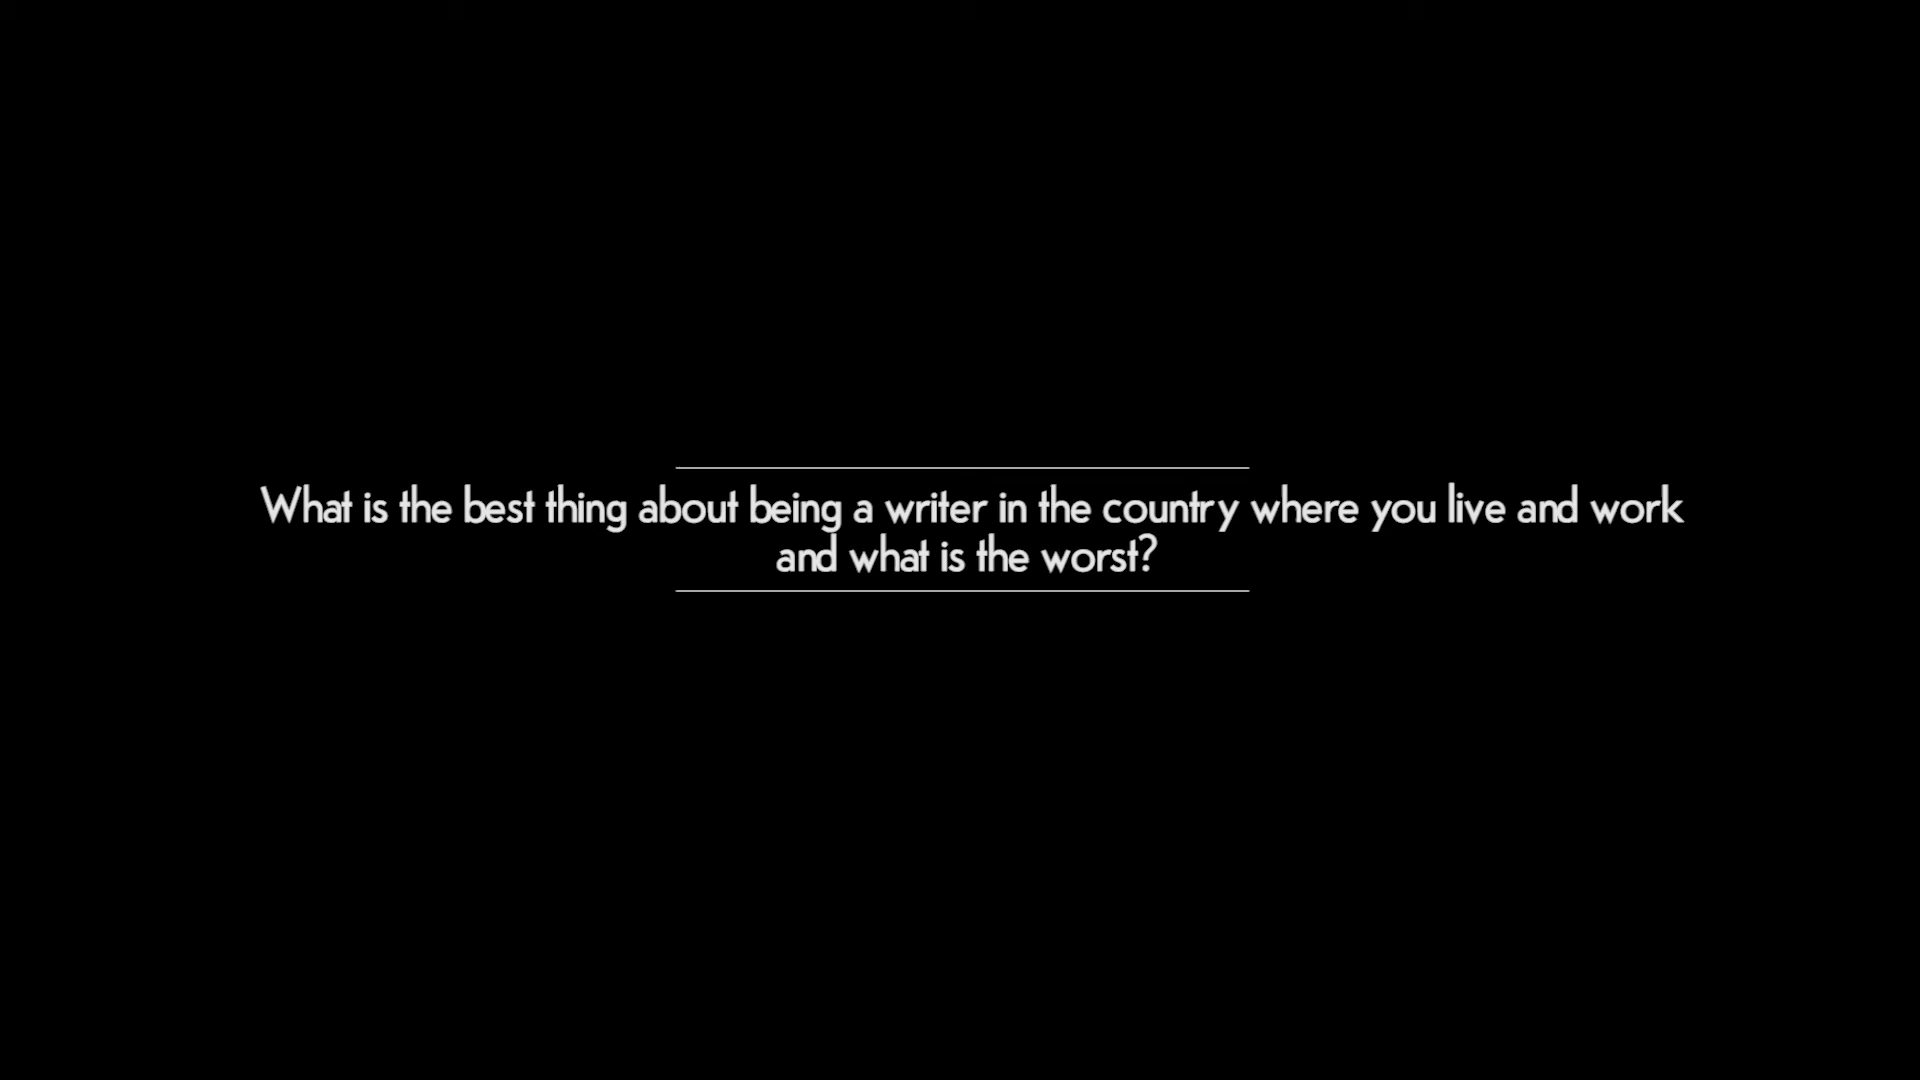 What is the best thing about being a writer in the country where you live and work
and what is the worst?